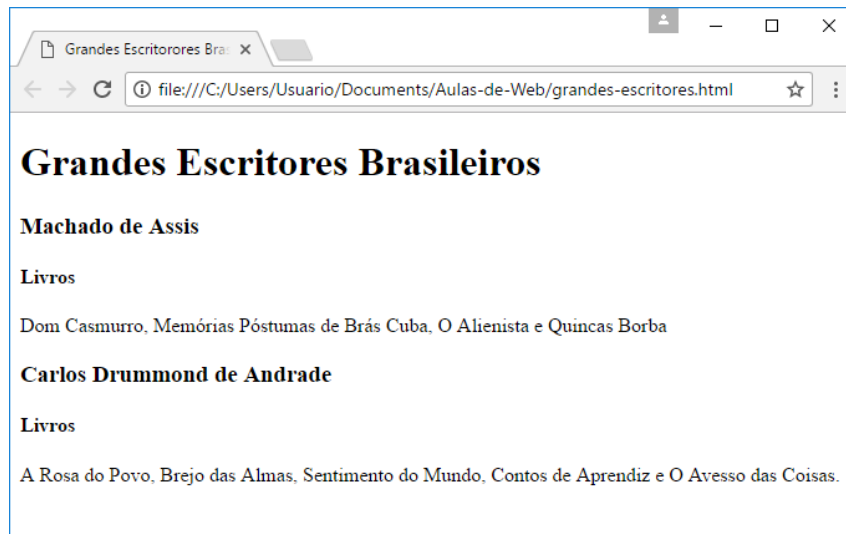 Grandes Escritorores Bra
file:///C:/Users/Usuario/Documents/Aulas-de-Web/grandes-escritores.html
Grandes Escritores Brasileiros
Machado de Assis
Livros
Dom Casmurro, Memórias Póstumas de Brás Cuba, O Alienista e Quincas Borba
Carlos Drummond de Andrade
Livros
A Rosa do Povo, Brejo das Almas, Sentimento do Mundo, Contos de Aprendiz e O Avesso das Coisas.